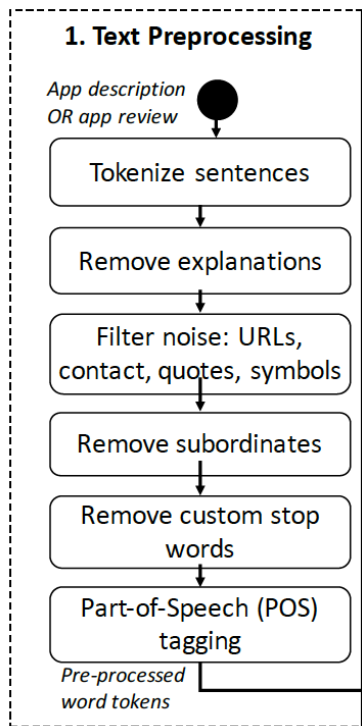 1. Text Preprocessing
App description
OR app review
Tokenize sentences
Remove explanations
Filter noise: URLs,
contact, quotes, symbols
Remove subordinates
Remove custom stop
words
Part-of-Speech (POS)
tagging
Pre-processed
word tokens